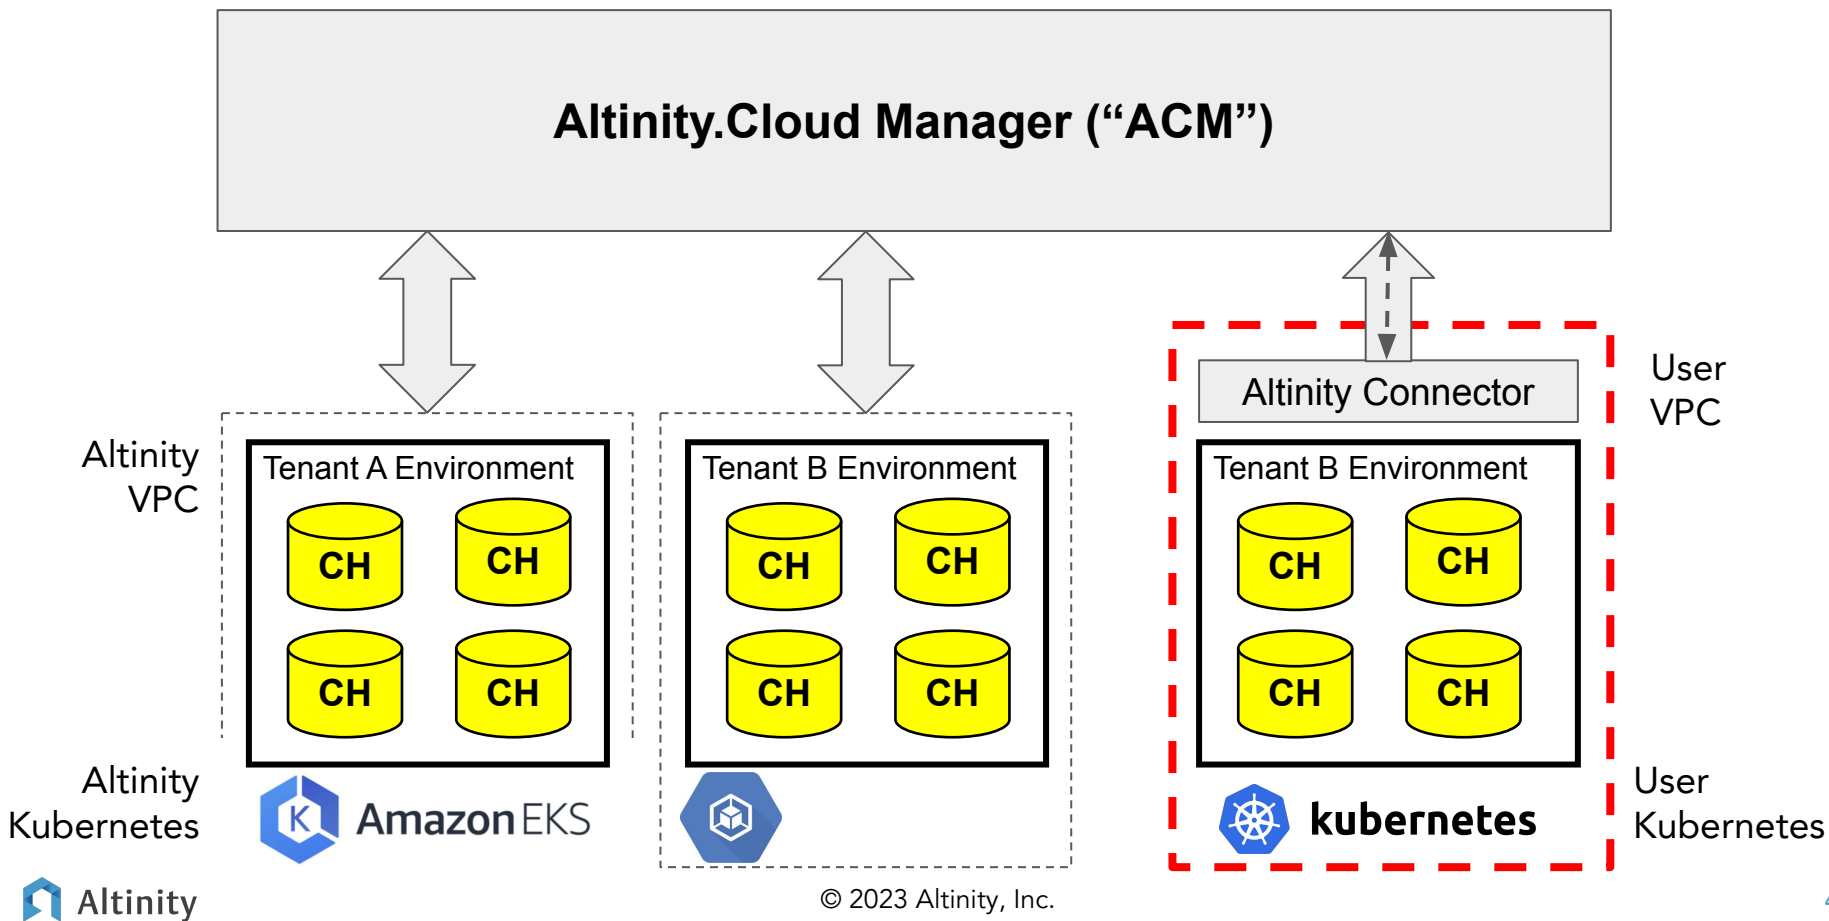 Altinity.Cloud Manager (“ACM”)
User
VPC
Altinity Connector
Altinity
VPC
Tenant A Environment
CH
CH
CH
CH
Tenant B Environment
CH
CH
CH
CH
Tenant B Environment
CH
CH
CH
CH
Altinity
Kubernetes
K
Amazon EKS
kubernetes
User
Kubernetes
Altinity
© 2023 Altinity, Inc.